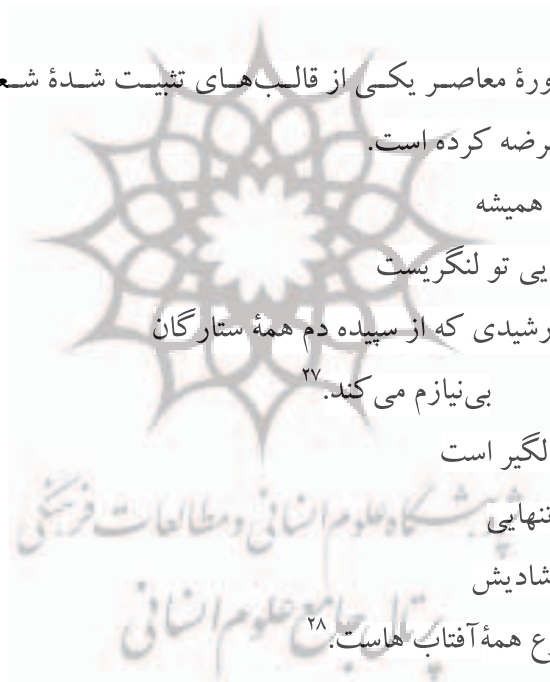 ورهٔ معاصر یکی از قالب‌های تثبیت شدهٔ
رضه کرده است.
همیشه
یی تو لنگریست
رشیدی که از سپیده دم همهٔ ستارگان
بی‌نیازم می‌کند.۲۷
لگیر است
تنهایی
شادیش
ع همهٔ آفتاب هاست.۲۸
پژوهشگاه علوم انسانی و مطالعات فرهنگی
پرتال جامع علوم انسانی